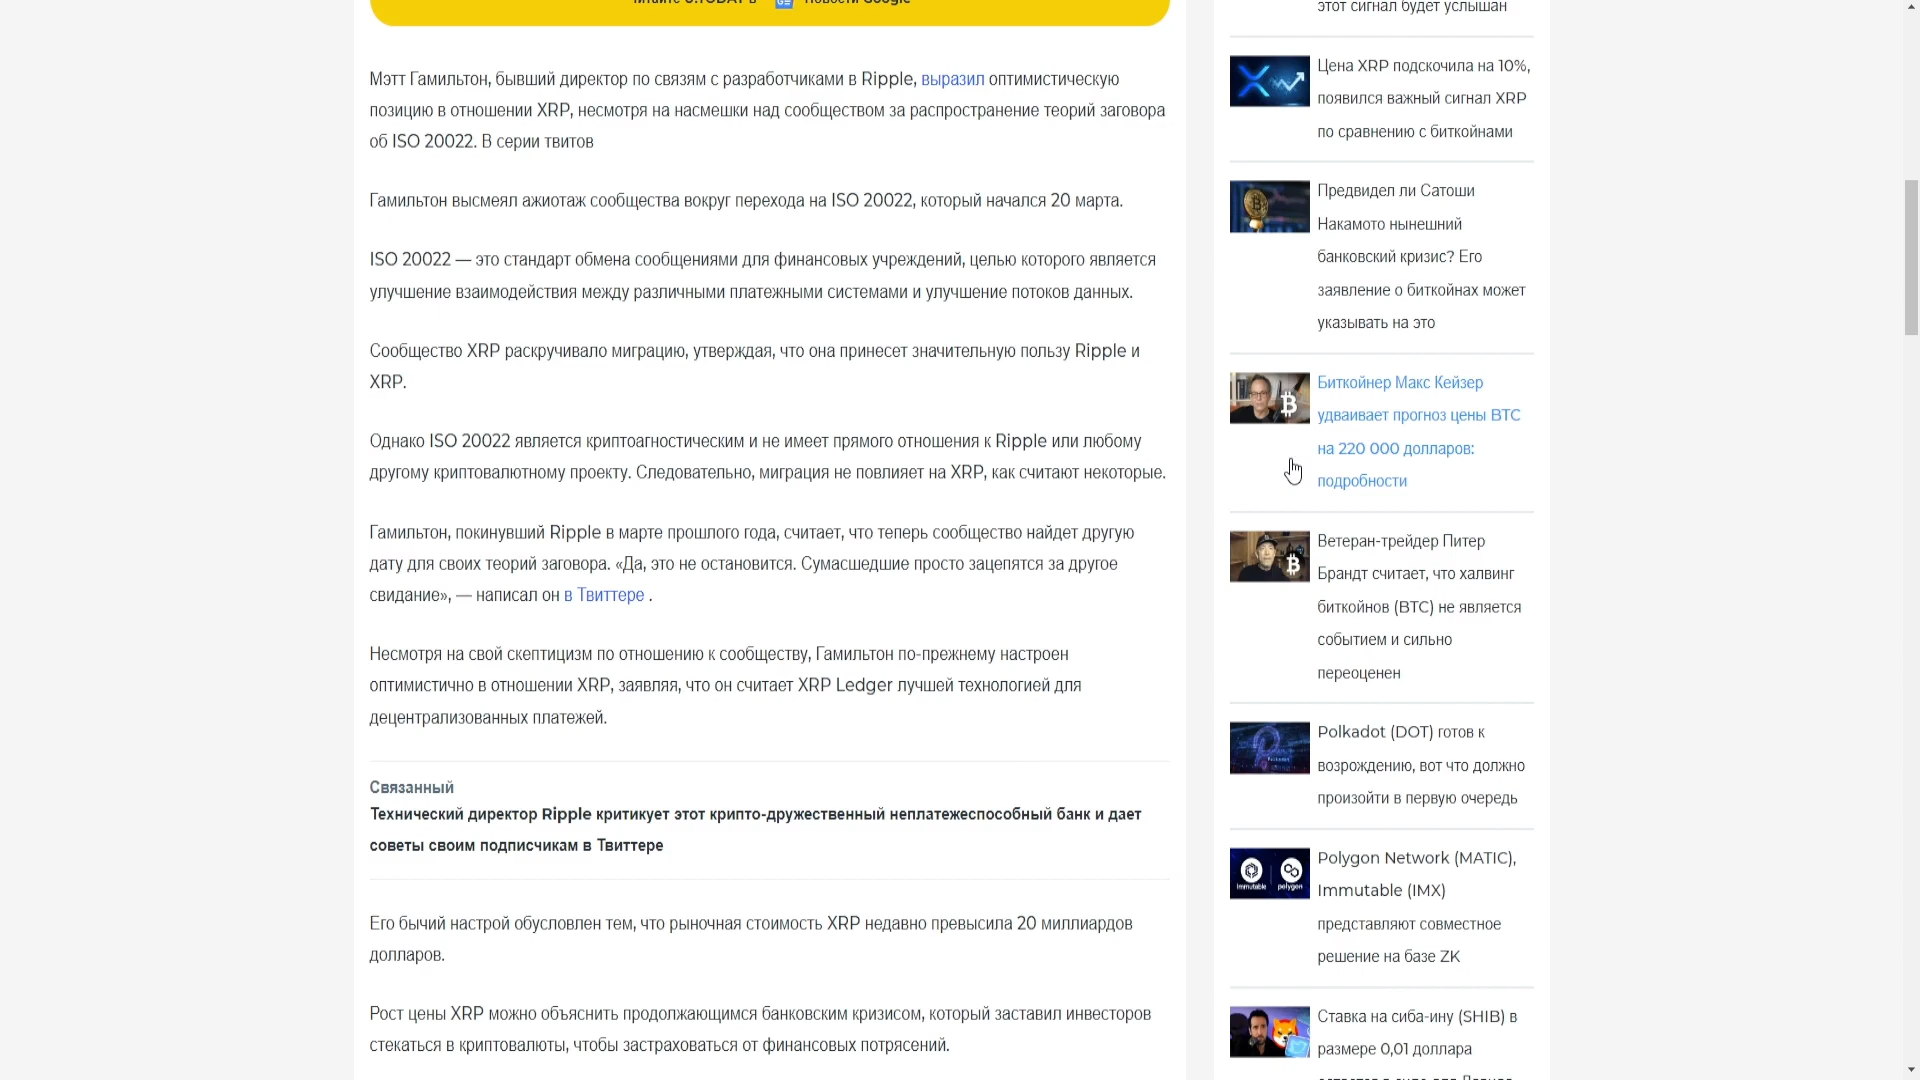 Читайте U.TODAY в Новости Google
Мэтт Гамильтон, бывший директор по связям с разработчиками в Ripple, выразил оптимистическую
позицию в отношении XRP, несмотря на насмешки над сообществом за распространение теорий заговора
об ISO 20022. В серии твитов
Гамильтон высмеял ажиотаж сообщества вокруг перехода на ISO 20022, который начался 20 марта.
ISO 20022 — это стандарт обмена сообщениями для финансовых учреждений, целью которого является
улучшение взаимодействия между различными платежными системами и улучшение потоков данных.
Сообщество XRP раскручивало миграцию, утверждая, что она принесет значительную пользу Ripple и
XRP.
Однако ISO 20022 является криптоагностическим и не имеет прямого отношения к Ripple или любому
другому криптовалютному проекту. Следовательно, миграция не повлияет на XRP, как считают некоторые.
Гамильтон, покинувший Ripple в марте прошлого года, считает, что теперь сообщество найдет другую
дату для своих теорий заговора. «Да, это не остановится. Сумасшедшие просто зацепятся за другое
свидание», — написал он в Твиттере .
Несмотря на свой скептицизм по отношению к сообществу, Гамильтон по-прежнему настроен
оптимистично в отношении XRP, заявляя, что он считает XRP Ledger лучшей технологией для
децентрализованных платежей.
Связанный
Технический директор Ripple критикует этот крипто-дружественный неплатежеспособный банк и дает
советы своим подписчикам в Твиттере
Его бычий настрой обусловлен тем, что рыночная стоимость XRP недавно превысила 20 миллиардов
долларов.
Рост цены XRP можно объяснить продолжающимся банковским кризисом, который заставил инвесторов
стекаться в криптовалюты, чтобы застраховаться от финансовых потрясений.
этот сигнал будет услышан
Цена XRP подскочила на 10%,
появился важный сигнал XRP
по сравнению с биткойнами
Предвидел ли Сатоши
Накамото нынешний
банковский кризис? Его
заявление о биткойнах может
указывать на это
Биткойнер Макс Кейзер
удваивает прогноз цены BTC
на 220 000 долларов:
подробности
Ветеран-трейдер Питер
Брандт считает, что халвинг
биткойнов (BTC) не является
событием и сильно
переоценен
Polkadot (DOT) готов к
возрождению, вот что должно
произойти в первую очередь
immutable polygon
Polygon Network (MATIC),
Immutable (IMX)
представляют совместное
решение на базе ZK
Ставка на сиба-ину (SHIB) в
размере 0,01 доллара